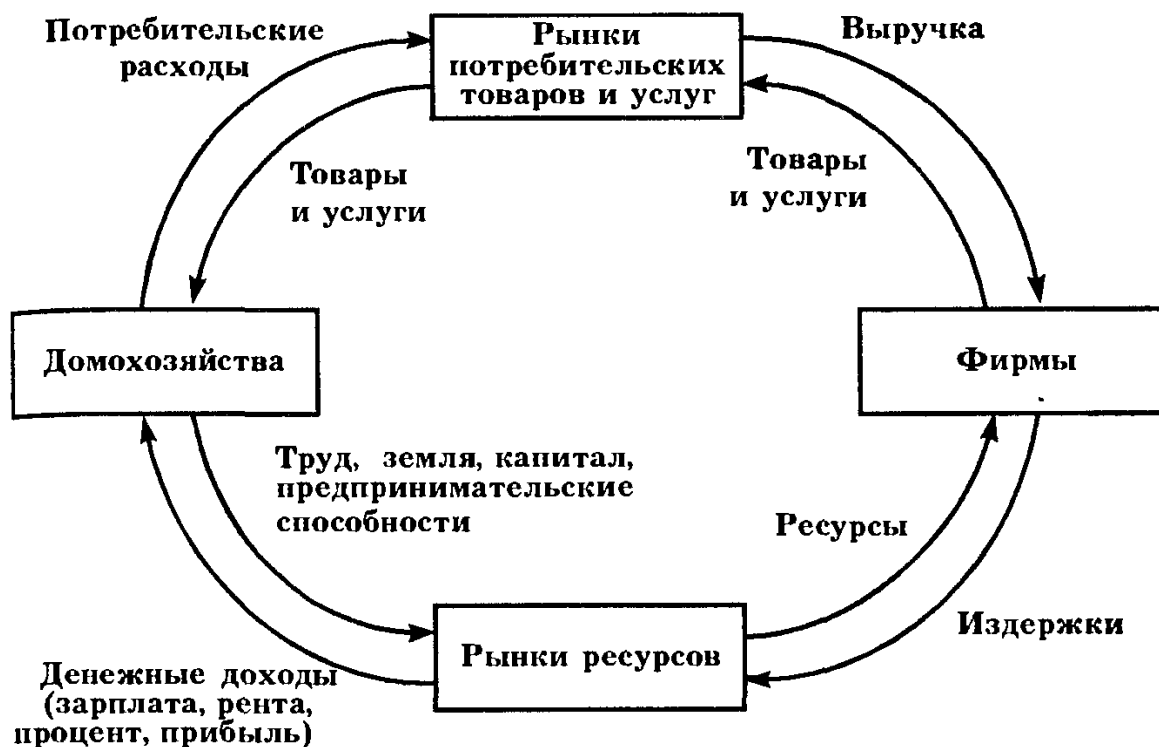 Потребительские
расходы
Рынки
потребительских
товаров и услуг
Выручка
Товары
и услуги
Товары
и услуги
Домохозяйства
Фирмы
Труд, земля, капитал,
предпринимательские
способности
Ресурсы
Издержки
Рынки ресурсов
Денежные доходы
(зарплата, рента,
процент, прибыль)